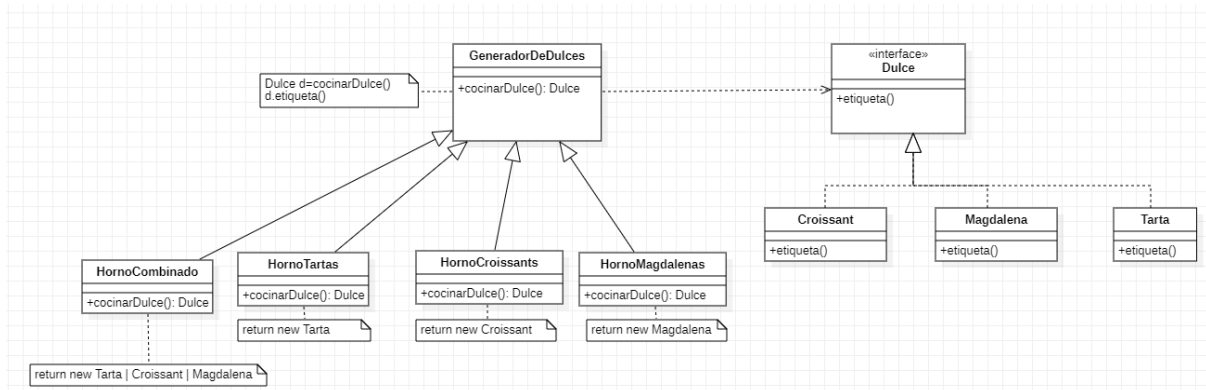 GeneradorDeDulces
+cocinarDulce(): Dulce
Dulce d=cocinarDulce()
d.etiqueta()
«interface»
Dulce
+etiqueta()
Croissant
+etiqueta()
Magdalena
+etiqueta()
Tarta
+etiqueta()
HornoCombinado
+cocinarDulce(): Dulce
return new Tarta | Croissant | Magdalena
HornoTartas
+cocinarDulce(): Dulce
return new Tarta
HornoCroissants
+cocinarDulce(): Dulce
return new Croissant
HornoMagdalenas
+cocinarDulce(): Dulce
return new Magdalena